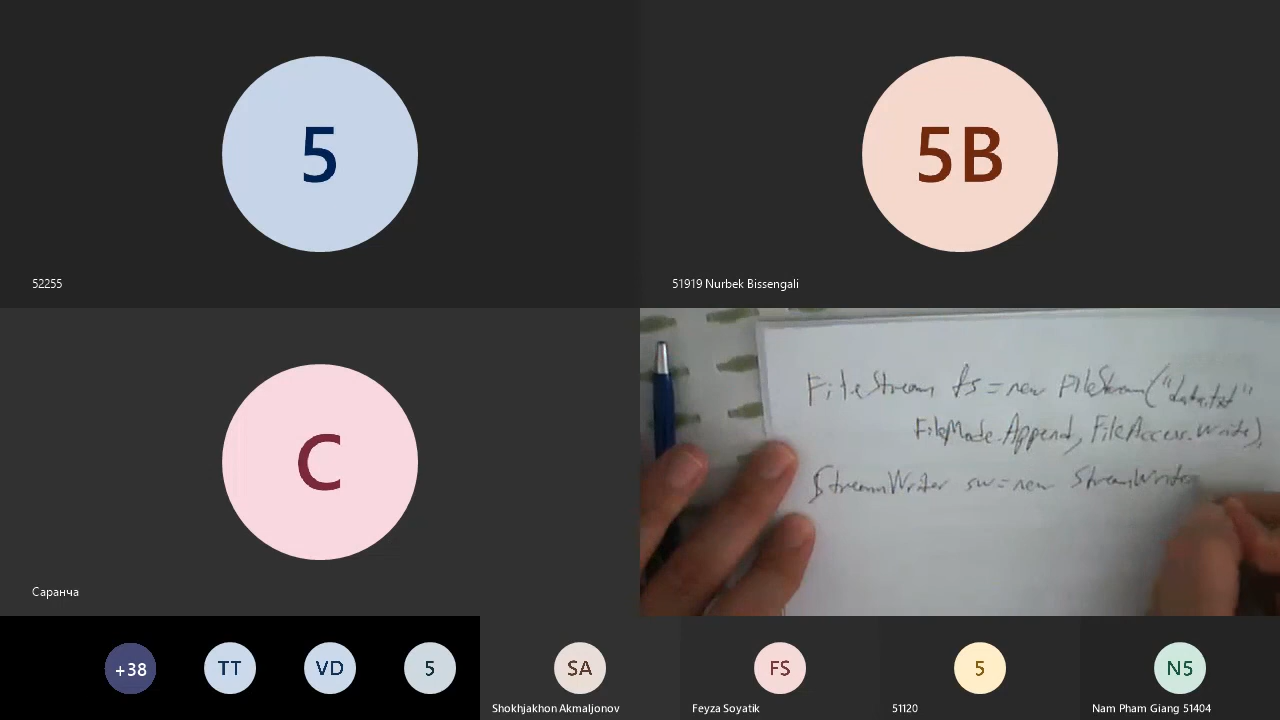 5
5B
52255
51919 Nurbek Bissengali
C
Саранча
FileStream fs = new FileStream("data.txt"
FileMode.Append, FileAccess.Write);
StreamWriter sw = new StreamWriter
+38
TT
VD
5
SA
FS
5
N5
Shokhjakhon Akmaljonov
Feyza Soyatik
51120
Nam Pham Giang 51404